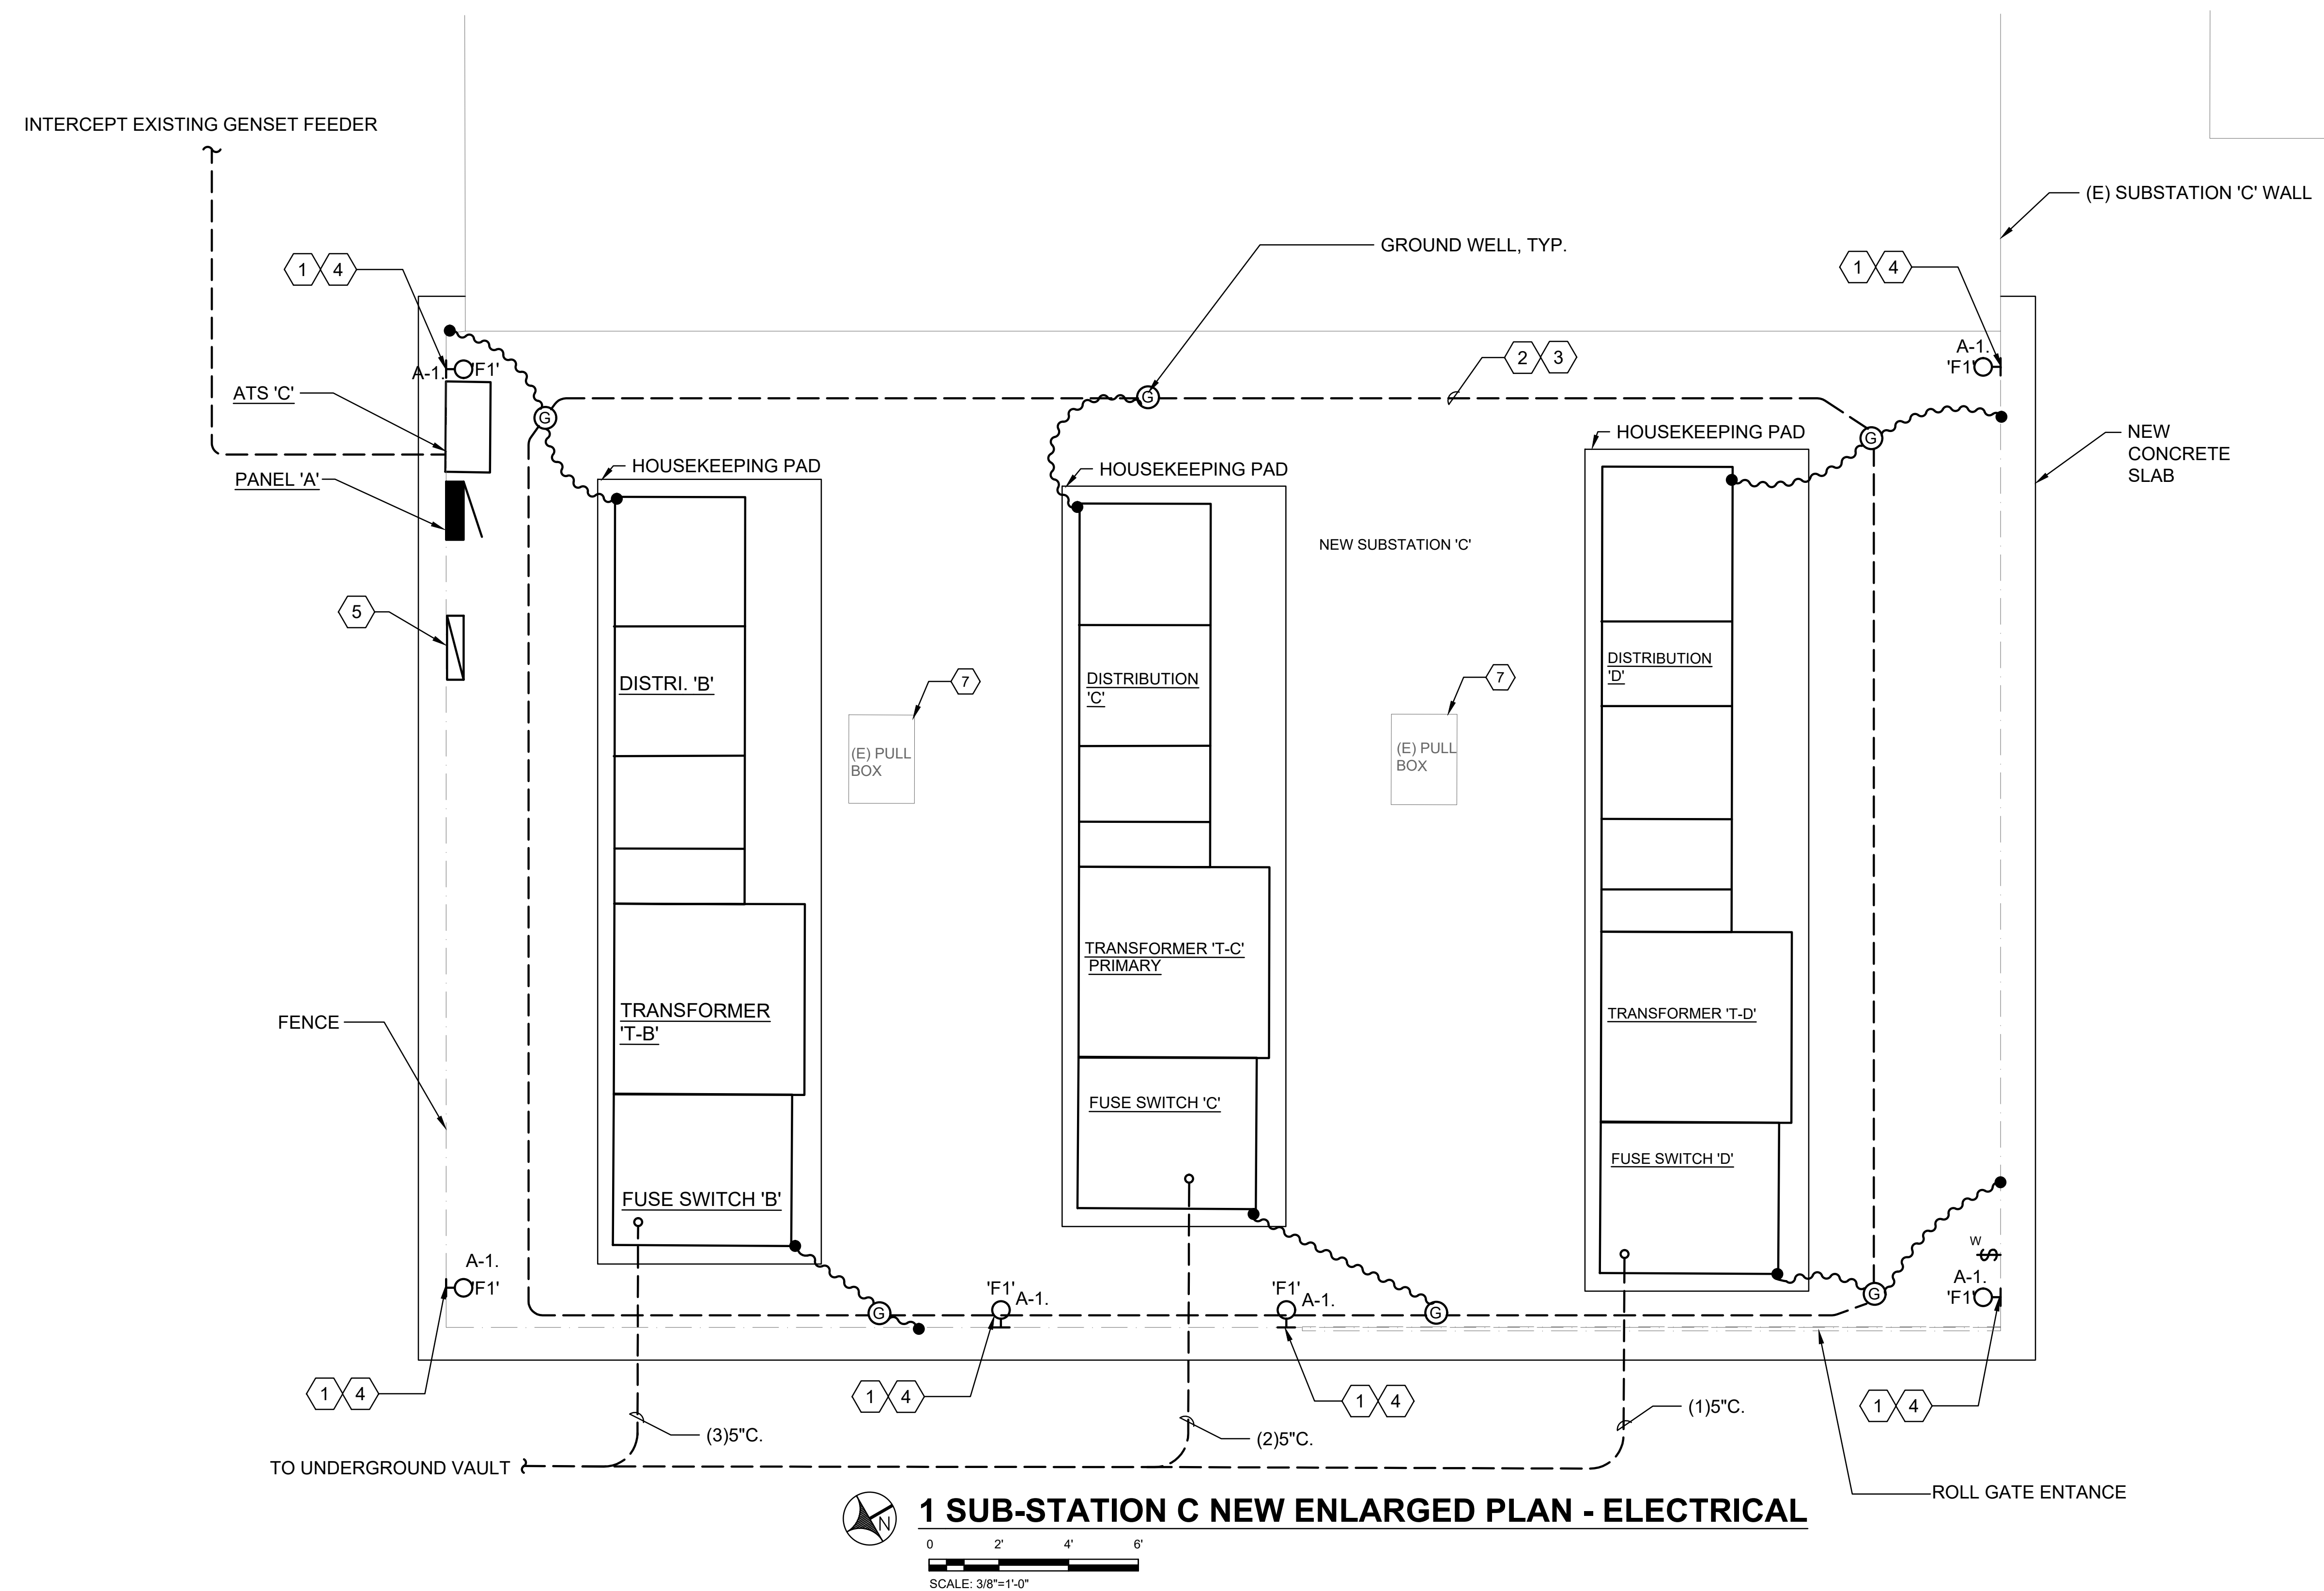 INTERCEPT EXISTING GENSET FEEDER
(E) SUBSTATION 'C' WALL
GROUND WELL, TYP.
1 4
1 4
A-1.
'F1'
2 3
A-1.
'F1'
ATS 'C'
G
G
G
NEW
CONCRETE
SLAB
HOUSEKEEPING PAD
HOUSEKEEPING PAD
HOUSEKEEPING PAD
PANEL 'A'
NEW SUBSTATION 'C'
5
DISTRI. 'B'
7
DISTRIBUTION
'C'
7
DISTRIBUTION
'D'
(E) PULL
BOX
(E) PULL
BOX
TRANSFORMER 'T-C'
PRIMARY
TRANSFORMER
'T-B'
TRANSFORMER 'T-D'
FENCE
FUSE SWITCH 'C'
FUSE SWITCH 'D'
FUSE SWITCH 'B'
W
$
A-1.
'F1'
'F1'
A-1.
'F1'
A-1.
A-1.
'F1'
G
G
G
1 4
1 4
1 4
1 4
(3)5"C.
(2)5"C.
(1)5"C.
TO UNDERGROUND VAULT
ROLL GATE ENTANCE
N
1 SUB-STATION C NEW ENLARGED PLAN - ELECTRICAL
0 2' 4' 6'
SCALE: 3/8"=1'-0"